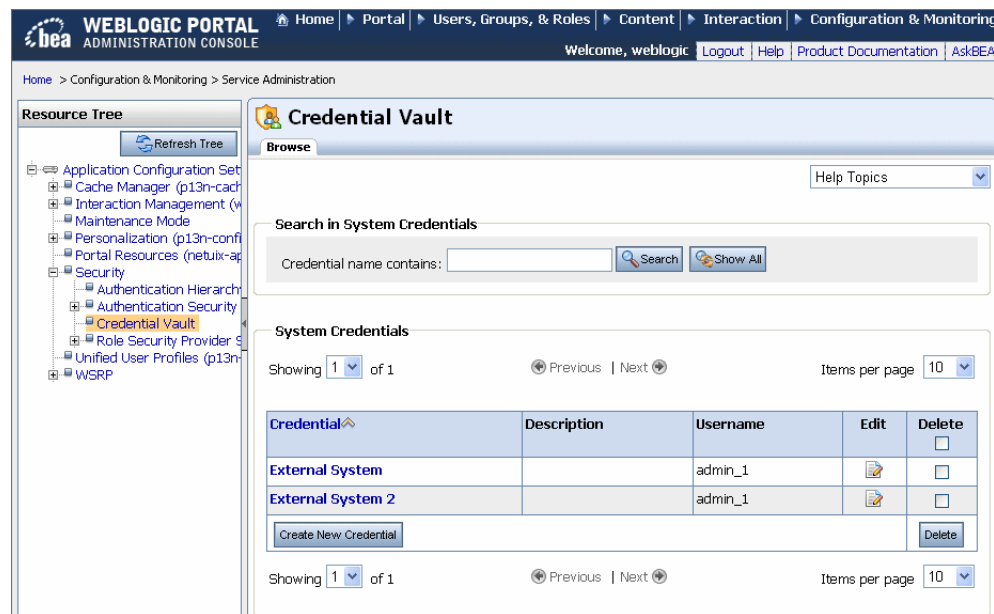 bea WEBLOGIC PORTAL
ADMINISTRATION CONSOLE
Home Portal Users, Groups, & Roles Content Interaction Configuration & Monitoring
Welcome, weblogic Logout Help Product Documentation AskBEA
Home > Configuration & Monitoring > Service Administration
Resource Tree
Refresh Tree
Application Configuration Set
Cache Manager (p13n-cach
Interaction Management (w
Maintenance Mode
Personalization (p13n-confi
Portal Resources (netuix-ap
Security
Authentication Hierarch
Authentication Security
Credential Vault
Role Security Provider S
Unified User Profiles (p13n-
WSRP
Credential Vault
Browse
Help Topics
Search in System Credentials
Credential name contains: Search Show All
System Credentials
Showing 1 of 1 Previous | Next Items per page 10
Credential Description Username Edit Delete
External System admin_1
External System 2 admin_1
Create New Credential Delete
Showing 1 of 1 Previous | Next Items per page 10